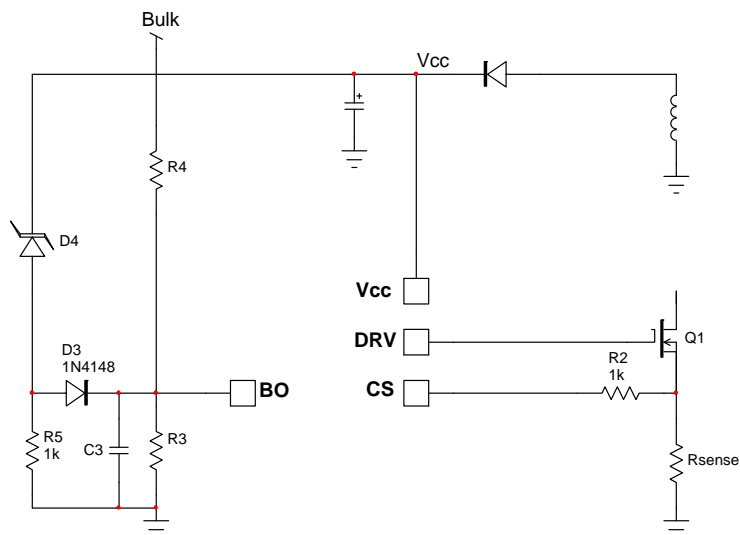 Bulk
Vcc
R4
D4
Vcc
DRV
Q1
D3
1N4148
R2
1k
BO
CS
R5
1k
C3
R3
Rsense
+